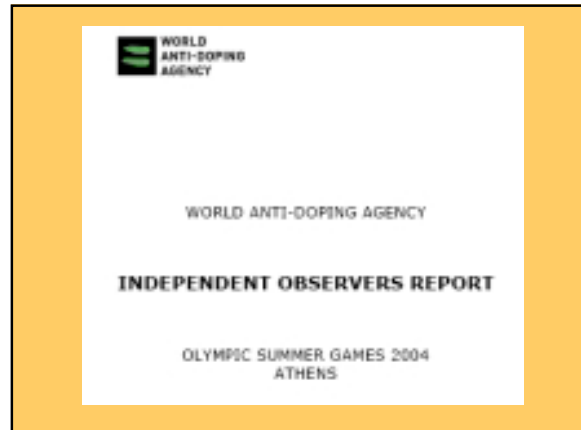 WORLD
ANTI-DOPING
AGENCY
WORLD ANTI-DOPING AGENCY
INDEPENDENT OBSERVERS REPORT
OLYMPIC SUMMER GAMES 2004
ATHENS